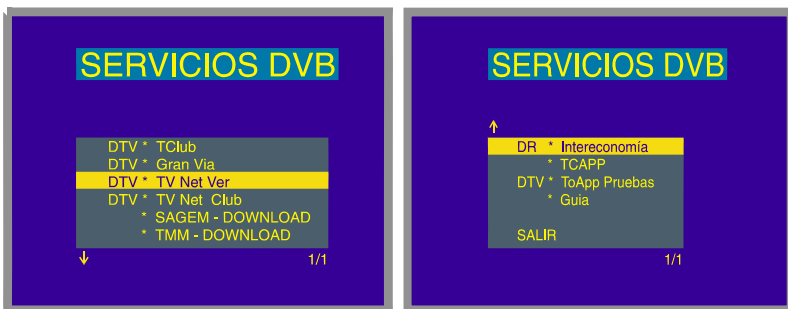 SERVICIOS DVB
DTV * TClub
DTV * Gran Via
DTV * TV Net Ver
DTV * TV Net Club
* SAGEM - DOWNLOAD
* TMM - DOWNLOAD
1/1
SERVICIOS DVB
DR * Intereconomía
* TCAPP
DTV * ToApp Pruebas
* Guia
SALIR
1/1